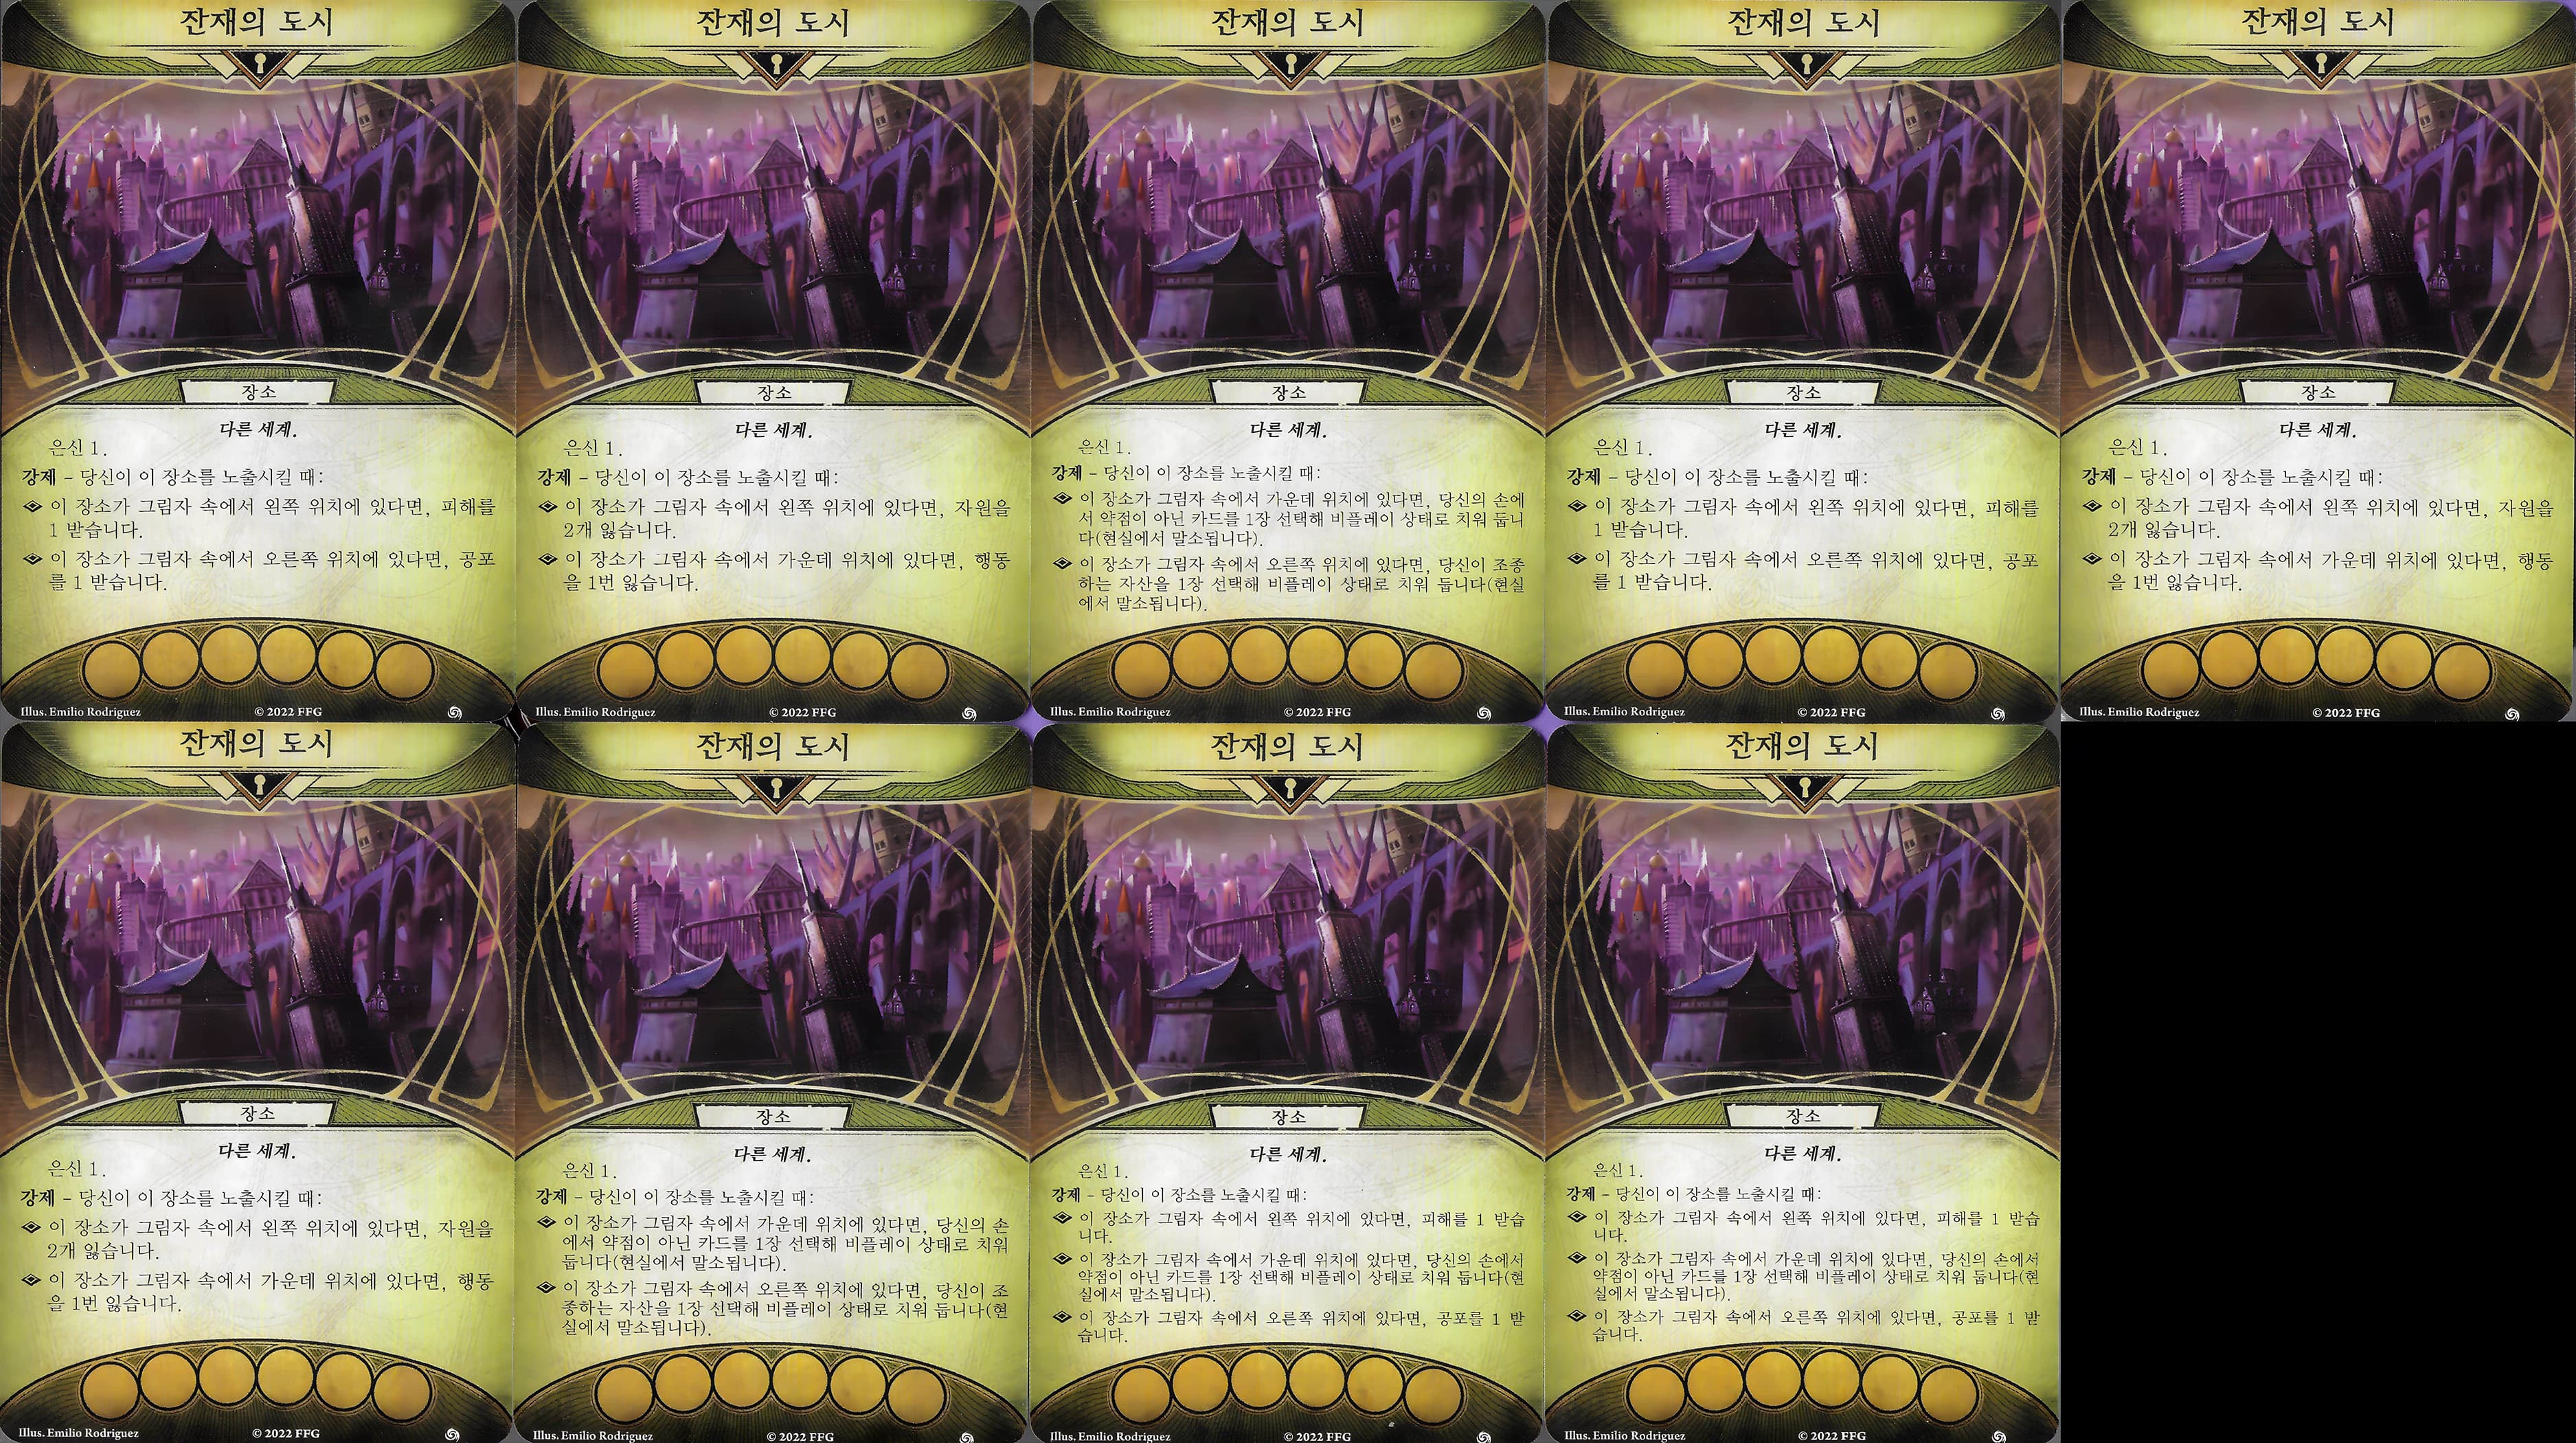 잔재의 도시
장소
다른 세계.
은신 1.
강제 – 당신이 이 장소를 노출시킬 때:
이 장소가 그림자 속에서 왼쪽 위치에 있다면, 피해를
1 받습니다.
이 장소가 그림자 속에서 오른쪽 위치에 있다면, 공포
를 1 받습니다.
Illus. Emilio Rodriguez
© 2022 FFG
잔재의 도시
장소
다른 세계.
은신 1.
강제 – 당신이 이 장소를 노출시킬 때:
이 장소가 그림자 속에서 왼쪽 위치에 있다면, 자원을
2개 잃습니다.
이 장소가 그림자 속에서 가운데 위치에 있다면, 행동
을 1번 잃습니다.
Illus. Emilio Rodriguez
© 2022 FFG
잔재의 도시
장소
다른 세계.
은신 1.
강제 – 당신이 이 장소를 노출시킬 때:
이 장소가 그림자 속에서 가운데 위치에 있다면, 당신의 손에
서 약점이 아닌 카드를 1장 선택해 비플레이 상태로 치워 둡니
다(현실에서 말소됩니다).
이 장소가 그림자 속에서 오른쪽 위치에 있다면, 당신이 조종
하는 자산을 1장 선택해 비플레이 상태로 치워 둡니다(현실
에서 말소됩니다).
Illus. Emilio Rodriguez
© 2022 FFG
잔재의 도시
장소
다른 세계.
은신 1.
강제 – 당신이 이 장소를 노출시킬 때:
이 장소가 그림자 속에서 왼쪽 위치에 있다면, 피해를
1 받습니다.
이 장소가 그림자 속에서 오른쪽 위치에 있다면, 공포
를 1 받습니다.
Illus. Emilio Rodriguez
© 2022 FFG
잔재의 도시
장소
다른 세계.
은신 1.
강제 – 당신이 이 장소를 노출시킬 때:
이 장소가 그림자 속에서 왼쪽 위치에 있다면, 자원을
2개 잃습니다.
이 장소가 그림자 속에서 가운데 위치에 있다면, 행동
을 1번 잃습니다.
Illus. Emilio Rodriguez
© 2022 FFG
잔재의 도시
장소
다른 세계.
은신 1.
강제 – 당신이 이 장소를 노출시킬 때:
이 장소가 그림자 속에서 왼쪽 위치에 있다면, 자원을
2개 잃습니다.
이 장소가 그림자 속에서 가운데 위치에 있다면, 행동
을 1번 잃습니다.
Illus. Emilio Rodriguez
© 2022 FFG
잔재의 도시
장소
다른 세계.
은신 1.
강제 – 당신이 이 장소를 노출시킬 때:
이 장소가 그림자 속에서 가운데 위치에 있다면, 당신의 손
에서 약점이 아닌 카드를 1장 선택해 비플레이 상태로 치워
둡니다(현실에서 말소됩니다).
이 장소가 그림자 속에서 오른쪽 위치에 있다면, 당신이 조
종하는 자산을 1장 선택해 비플레이 상태로 치워 둡니다(현
실에서 말소됩니다).
Illus. Emilio Rodriguez
© 2022 FFG
잔재의 도시
장소
다른 세계.
은신 1.
강제 – 당신이 이 장소를 노출시킬 때:
이 장소가 그림자 속에서 왼쪽 위치에 있다면, 피해를 1 받습
니다.
이 장소가 그림자 속에서 가운데 위치에 있다면, 당신의 손에서
약점이 아닌 카드를 1장 선택해 비플레이 상태로 치워 둡니다(현
실에서 말소됩니다).
이 장소가 그림자 속에서 오른쪽 위치에 있다면, 공포를 1 받
습니다.
Illus. Emilio Rodriguez
© 2022 FFG
잔재의 도시
장소
다른 세계.
은신 1.
강제 – 당신이 이 장소를 노출시킬 때:
이 장소가 그림자 속에서 왼쪽 위치에 있다면, 피해를 1 받습
니다.
이 장소가 그림자 속에서 가운데 위치에 있다면, 당신의 손에서
약점이 아닌 카드를 1장 선택해 비플레이 상태로 치워 둡니다(현
실에서 말소됩니다).
이 장소가 그림자 속에서 오른쪽 위치에 있다면, 공포를 1 받
습니다.
Illus. Emilio Rodriguez
© 2022 FFG